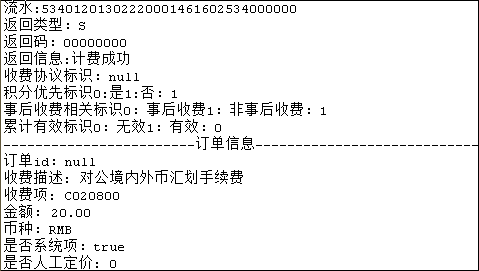 流水:5340120130222000146160253400000​0
返回类型: S
返回码: 00000000
返回信息:计费成功
收费协议标识: null
积分优先标识0:是1:否: 1
事后收费相关标识0: 事后收费1: 非事后收费: 1
累计有效标识0: 无效1: 有效: 0
------------------------订单信息----------------------------
订单id: null
收费描述: 对公境内外币汇划手续费
收费项: C020800
金额: 20.00
币种: RMB
是否系统项: true
是否人工定价: 0